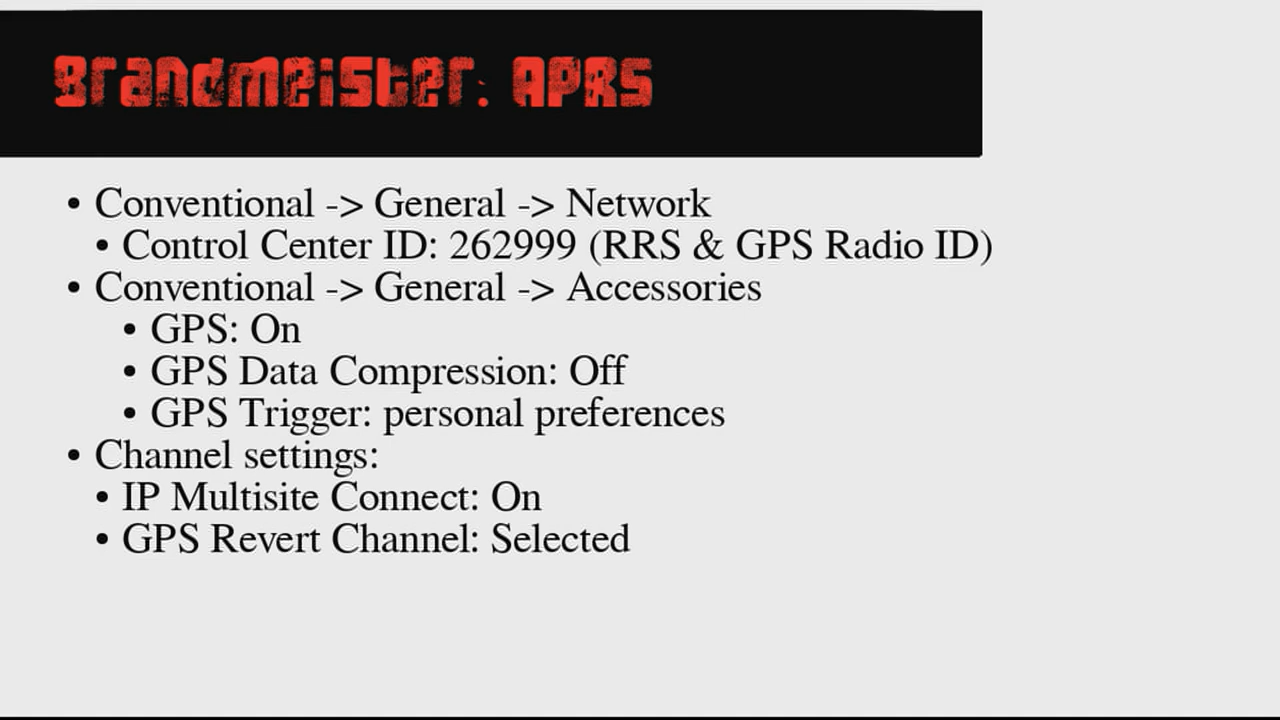 Brandmeister: APRS
• Conventional -> General -> Network
• Control Center ID: 262999 (RRS & GPS Radio ID)
• Conventional -> General -> Accessories
• GPS: On
• GPS Data Compression: Off
• GPS Trigger: personal preferences
• Channel settings:
• IP Multisite Connect: On
• GPS Revert Channel: Selected